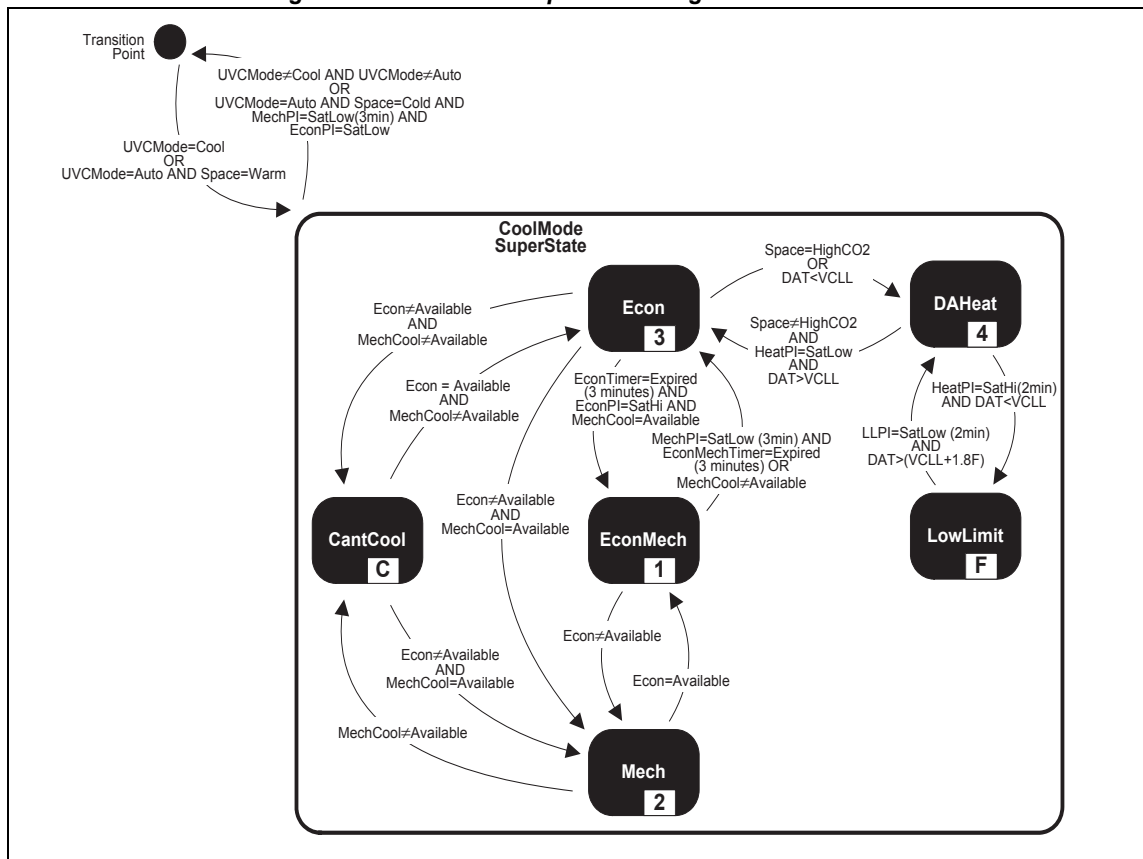 Transition
Point
UVCMode≠Cool AND UVCMode≠Auto
OR
UVCMode=Auto AND Space=Cold AND
MechPI=SatLow(3min) AND
EconPI=SatLow
UVCMode=Cool
OR
UVCMode=Auto AND Space=Warm
CoolMode
SuperState
Space=HighCO2
OR
DAT<VCLL
Econ≠Available
AND
MechCool≠Available
Econ
3
DAHeat
4
Space≠HighCO2
AND
HeatPI=SatLow
AND
DAT>VCLL
Econ = Available
AND
MechCool≠Available
EconTimer=Expired
(3 minutes) AND
EconPI=SatHi AND
MechCool=Available
HeatPI=SatHi(2min)
AND DAT<VCLL
MechPI=SatLow (3min) AND
EconMechTimer=Expired
(3 minutes) OR
MechCool≠Available
LLPI=SatLow (2min)
AND
DAT>(VCLL+1.8F)
Econ≠Available
AND
MechCool=Available
CantCool
C
EconMech
1
LowLimit
F
Econ≠Available
Econ≠Available
AND
MechCool=Available
Econ=Available
MechCool≠Available
Mech
2